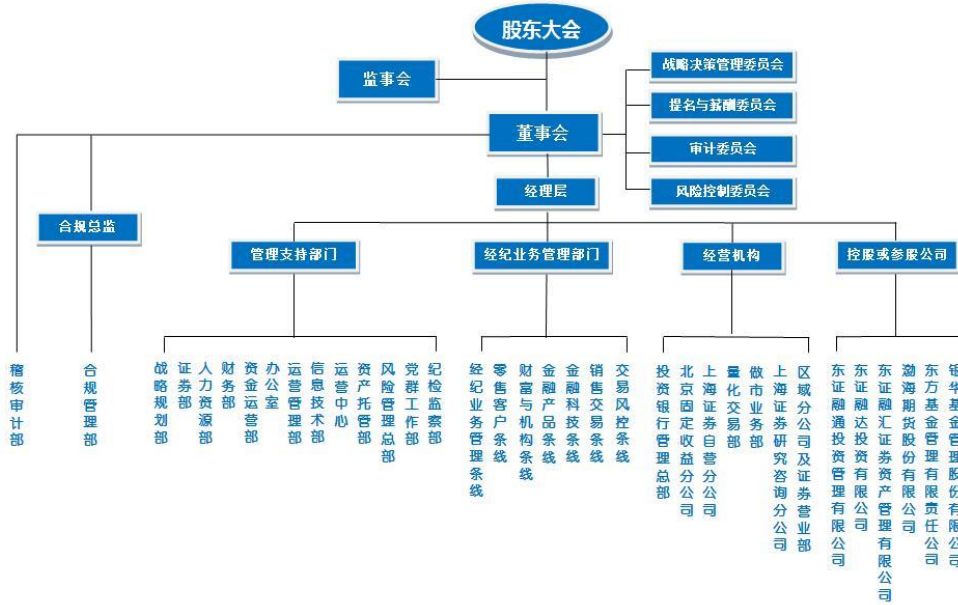 股东大会
监事会
战略决策管理委员会
提名与薪酬委员会
董事会
审计委员会
经理层
风险控制委员会
合规总监
管理支持部门
经纪业务管理部门
经营机构
控股或参股公司
稽核审计部
合规管理部
战略规划部
证券部
人力资源部
财务部
资金运营部
办公室
运营管理部
信息技术部
运营中心
资产托管部
风险管理总部
党群工作部
纪检监察部
经纪业务管理条线
零售客户条线
财富与机构条线
金融产品条线
金融科技条线
销售交易条线
交易风控条线
投资银行管理总部
北京固定收益分公司
上海证券自营分公司
量化交易部
做市业务部
上海证券研究咨询分公司
区域分公司及证券营业部
东证融通投资管理有限公司
东证融达投资有限公司
东证融汇证券资产管理有限公司
渤海期货股份有限公司
东方基金管理有限责任公司
银华基金管理股份有限公司